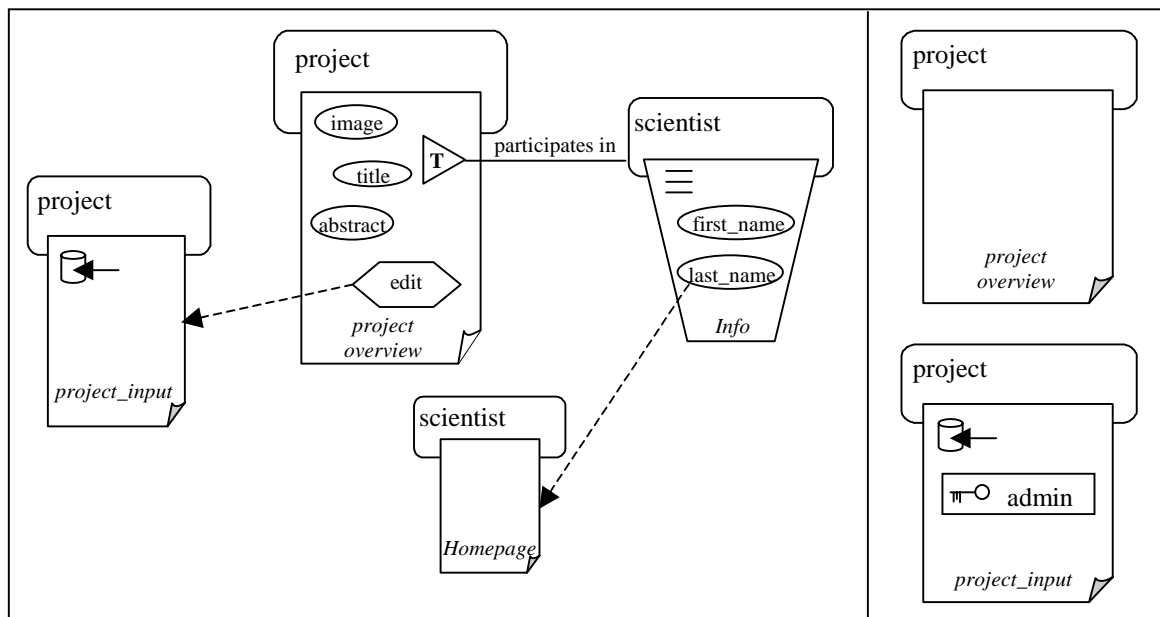 project
image
title
abstract
T
edit
project
overview
participates in
scientist
first_name
last_name
Info
project
project_input
scientist
Homepage
project
project
overview
project
admin
project_input